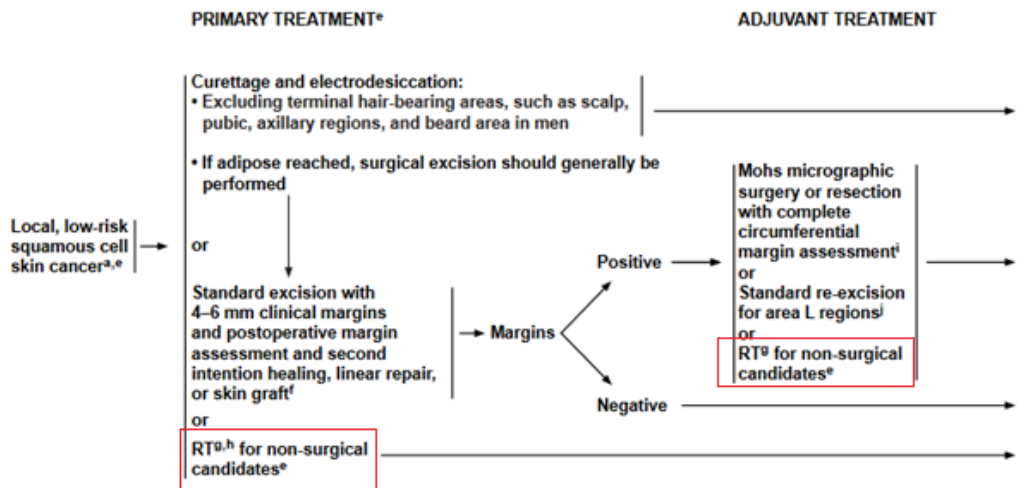 PRIMARY TREATMENTᵉ
ADJUVANT TREATMENT
Curettage and electrodesiccation:
• Excluding terminal hair-bearing areas, such as scalp,
pubic, axillary regions, and beard area in men
• If adipose reached, surgical excision should generally be
performed
Local, low-risk
squamous cell
skin cancerᵃ,ᵉ
or
Standard excision with
4–6 mm clinical margins
and postoperative margin
assessment and second
intention healing, linear repair,
or skin graftᶠ
or
RTᵍ,ʰ for non-surgical
candidatesᵉ
Margins
Positive
Negative
Mohs micrographic
surgery or resection
with complete
circumferential
margin assessmentⁱ
or
Standard re-excision
for area L regionsʲ
or
RTᵍ for non-surgical
candidatesᵉ